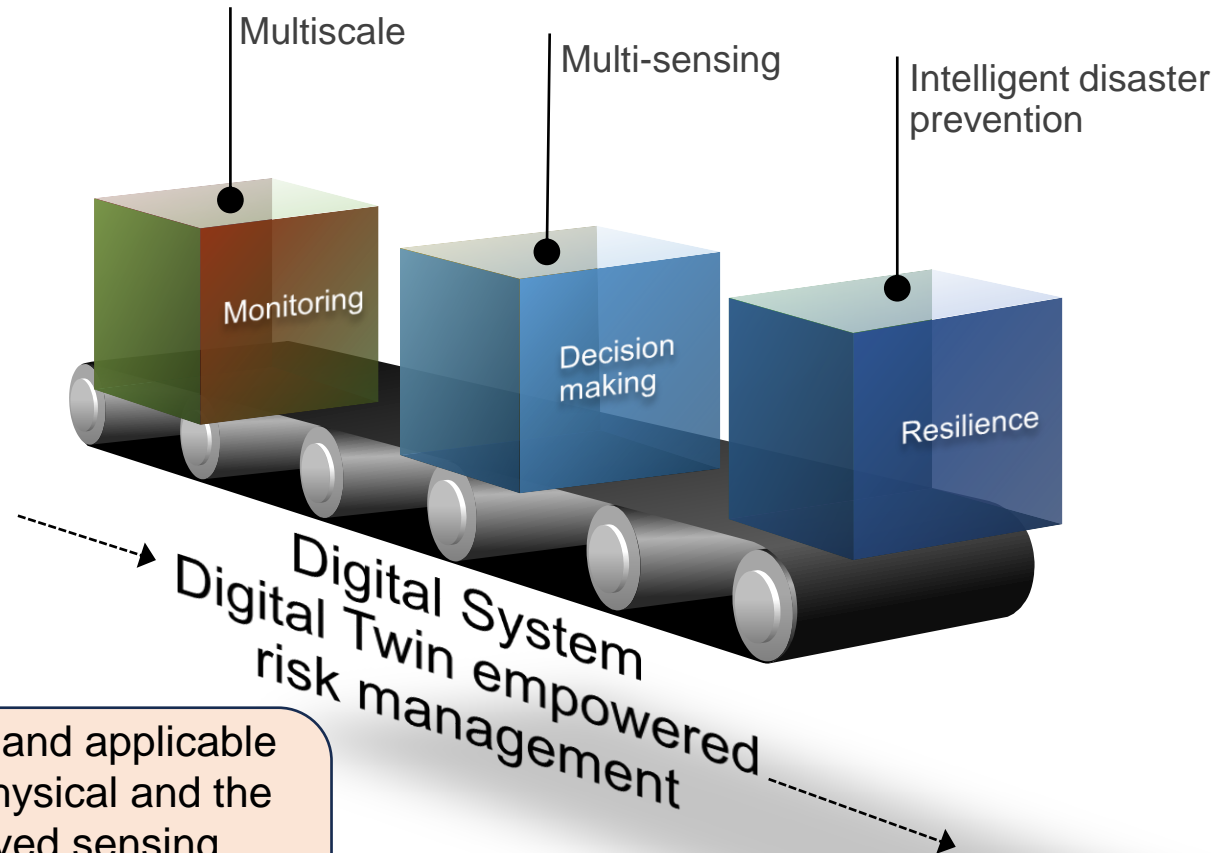 Multiscale
Multi-sensing
Intelligent disaster
prevention
Monitoring
Decision
making
Resilience
Digital System
Digital Twin empowered
risk management
and applicable
and the
sensing